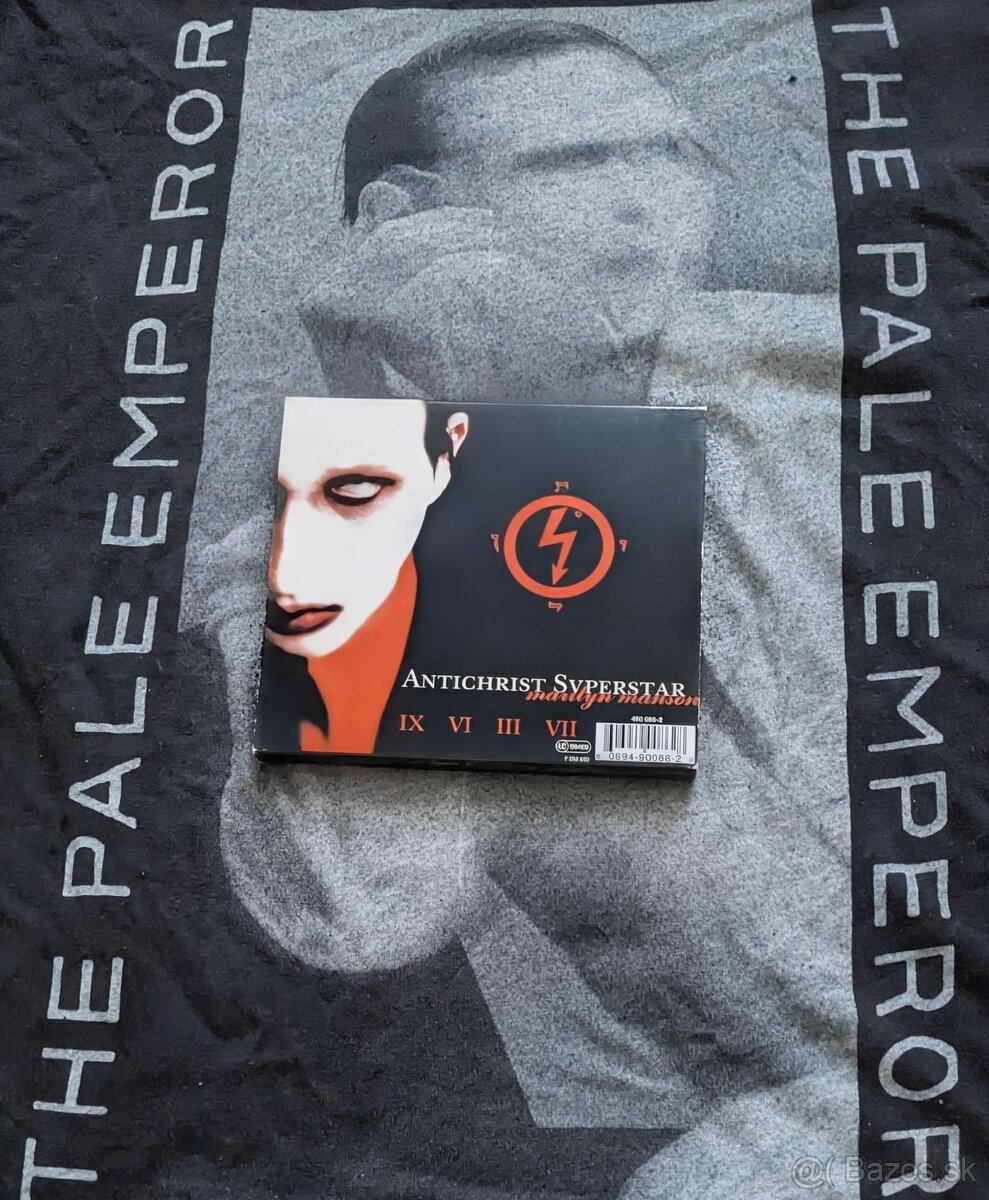 THE PALE EMPEROR
THE PALE EMPEROR
ANTICHRIST SVPERSTAR
marilyn manson
IX VI III VII
LC
0694-90086-2
@( Bazos.sk